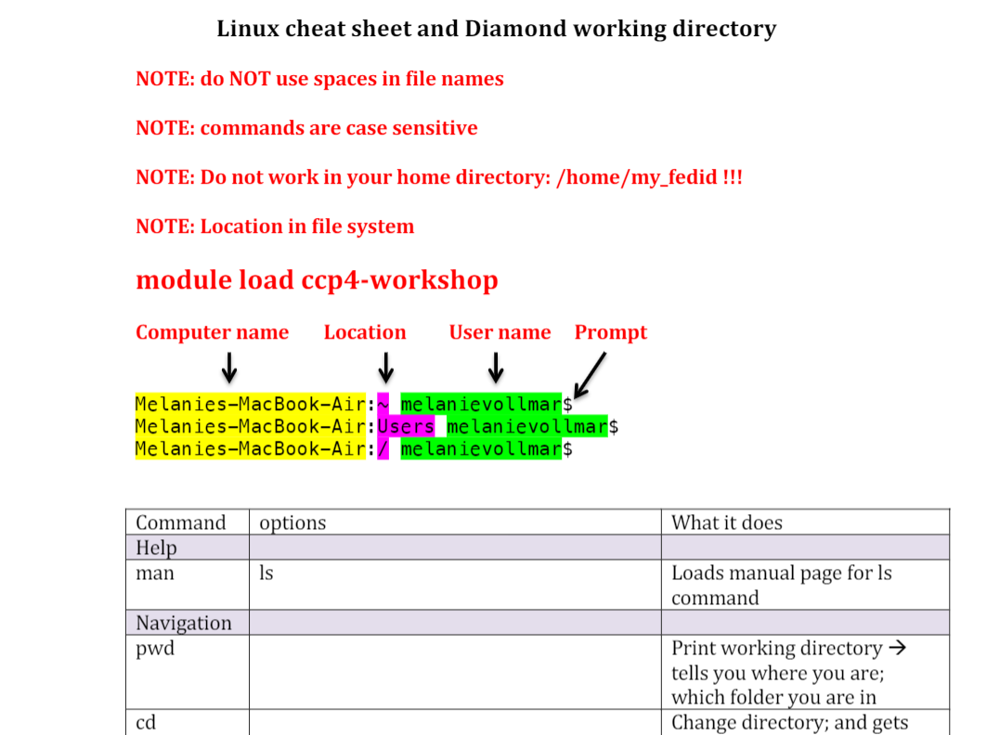 Linux cheat sheet and Diamond working directory
NOTE: do NOT use spaces in file names
NOTE: commands are case sensitive
NOTE: Do not work in your home directory: /home/my_fedid !!!
NOTE: Location in file system
module load ccp4-workshop
Computer name Location User name Prompt
Melanies-MacBook-Air:~ melanievollmar$
Melanies-MacBook-Air:Users melanievollmar$
Melanies-MacBook-Air:/ melanievollmar$
Command options What it does
Help
man ls Loads manual page for ls
command
Navigation
pwd Print working directory →
tells you where you are;
which folder you are in
cd Change directory; and gets